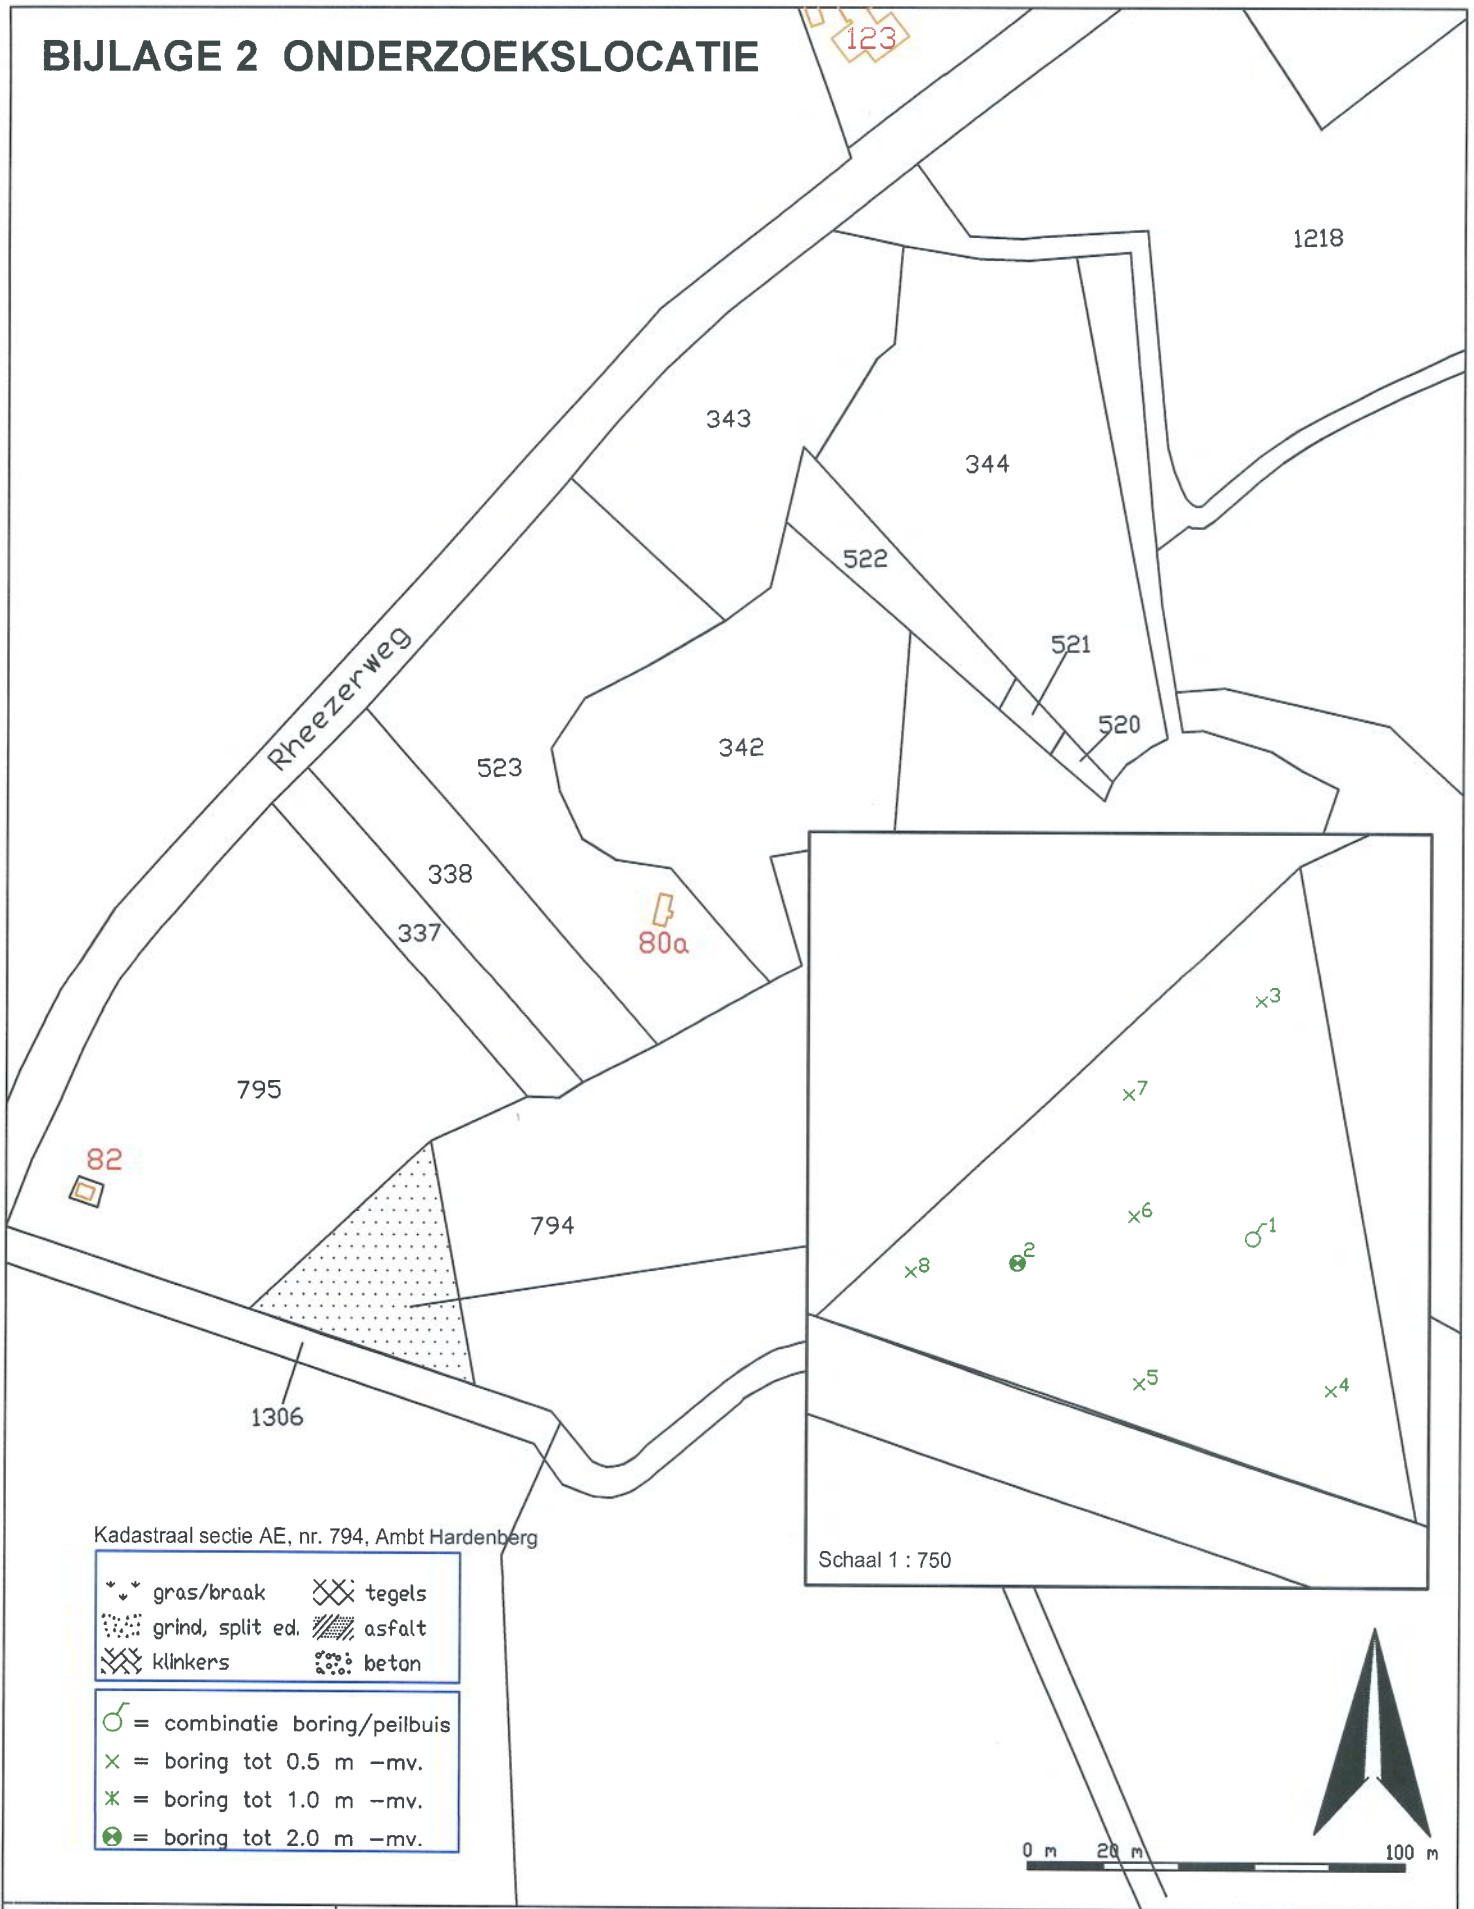 BIJLAGE 2 ONDERZOEKSLOCATIE
123
1218
343
344
522
521
520
Rheezerweg
523
342
338
337
80a
795
82
794
1306
3
7
6
1
2
8
5
4
Schaal 1 : 750
Kadastraal sectie AE, nr. 794, Ambt Hardenberg
gras/braak tegels
grind, split ed. asfalt
klinkers beton
= combinatie boring/peilbuis
= boring tot 0.5 m -mv.
= boring tot 1.0 m -mv.
= boring tot 2.0 m -mv.
0 m 20 m 100 m